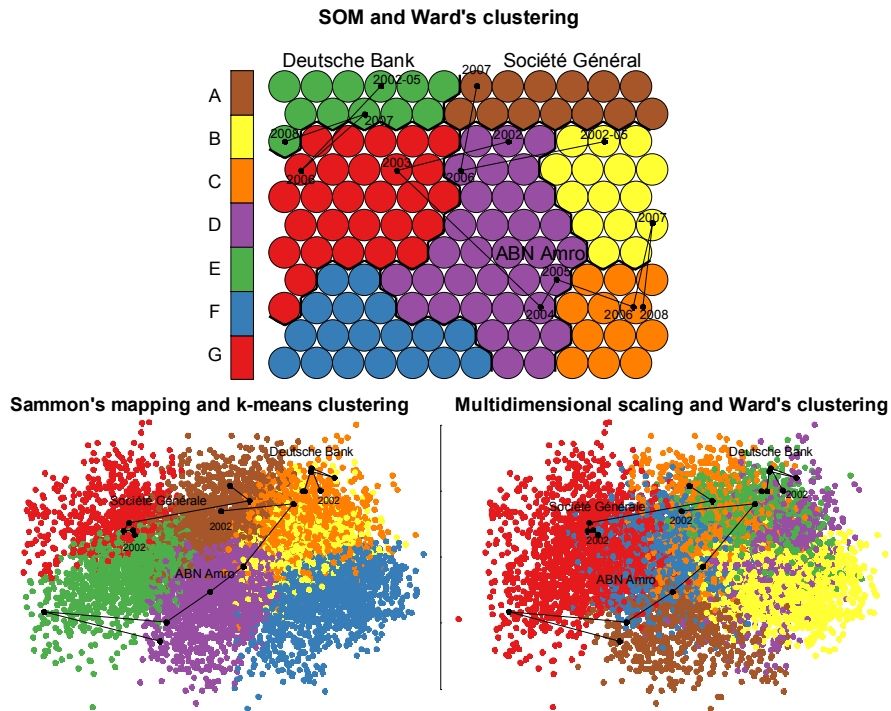 SOM and Ward's clustering
Deutsche Bank
Société Général
A
B
C
D
E
F
G
2002-05
2007
2007
2008
2002
2002-05
2006
2003
2006
2007
ABN Amro
2005
2004
2006
2008
Sammon's mapping and k-means clustering
Deutsche Bank
2002
Société Générale
2002
2002
ABN Amro
Multidimensional scaling and Ward's clustering
Deutsche Bank
2002
Société Générale
2002
2002
ABN Amro